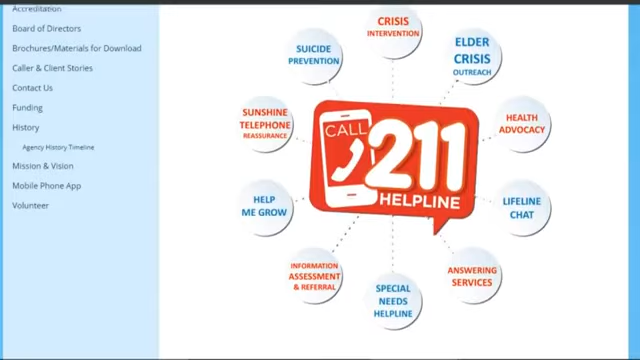 Accreditation
Board of Directors
Brochures/Materials for Download
Caller & Client Stories
Contact Us
Funding
History
Agency History Timeline
Mission & Vision
Mobile Phone App
Volunteer
CRISIS
INTERVENTION
SUICIDE
PREVENTION
ELDER
CRISIS
OUTREACH
SUNSHINE
TELEPHONE
REASSURANCE
HEALTH
ADVOCACY
CALL
211
HELPLINE
HELP
ME GROW
LIFELINE
CHAT
INFORMATION
ASSESSMENT
& REFERRAL
SPECIAL
NEEDS
HELPLINE
ANSWERING
SERVICES